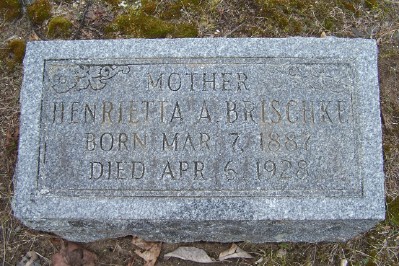 MOTHER
HENRIETTA A. BRISCHKE
BORN MAR. 7, 1887
DIED APR. 6, 1928